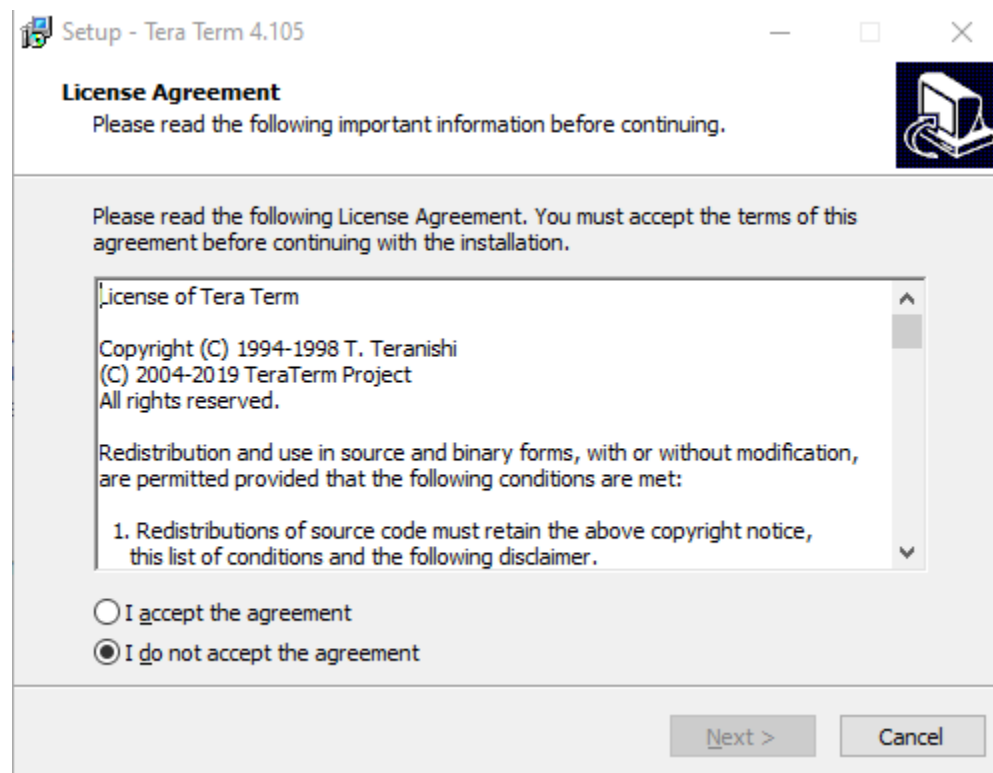 Setup - Tera Term 4.105
License Agreement
Please read the following important information before continuing.
Please read the following License Agreement. You must accept the terms of this
agreement before continuing with the installation.
License of Tera Term
Copyright (C) 1994-1998 T. Teranishi
(C) 2004-2019 TeraTerm Project
All rights reserved.
Redistribution and use in source and binary forms, with or without modification,
are permitted provided that the following conditions are met:
1. Redistributions of source code must retain the above copyright notice,
this list of conditions and the following disclaimer.
I accept the agreement
I do not accept the agreement
Next >
Cancel